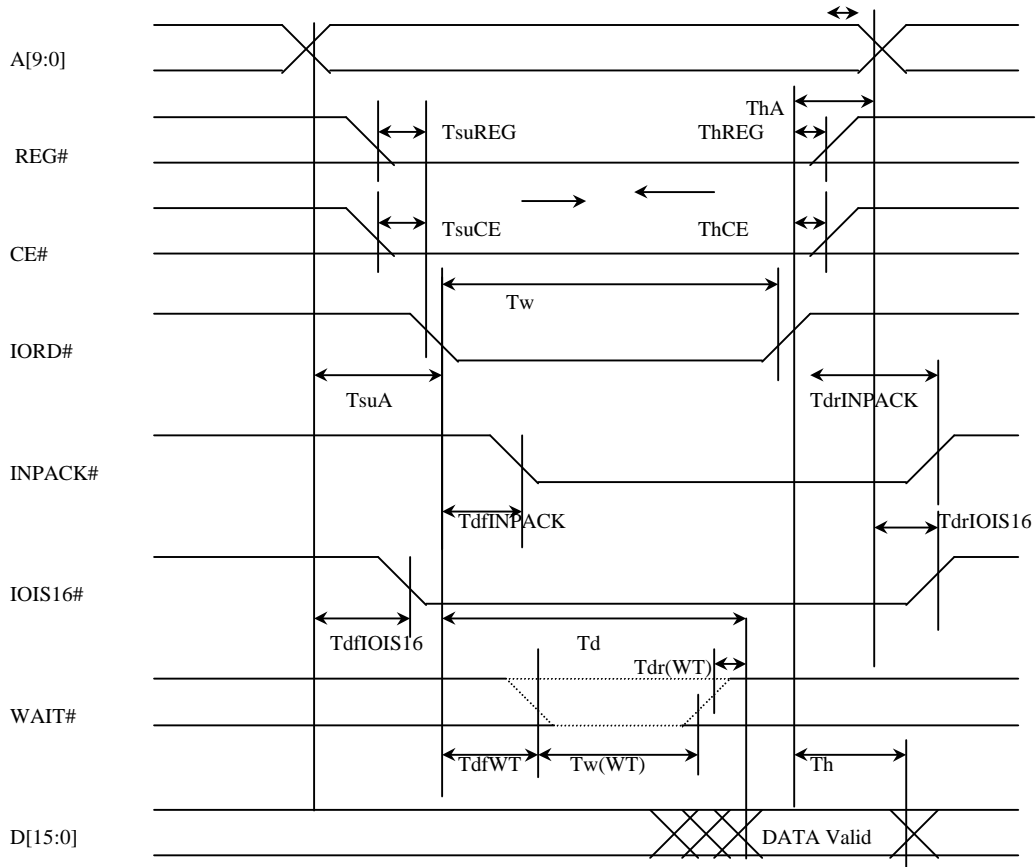 A[9:0]
ThA
TsuREG
ThREG
REG#
TsuCE
ThCE
CE#
Tw
IORD#
TsuA
TdrINPACK
INPACK#
TdfINPACK
TdrIOIS16
IOIS16#
TdfIOIS16
Td
Tdr(WT)
WAIT#
TdfWT
Tw(WT)
Th
D[15:0]
DATA Valid